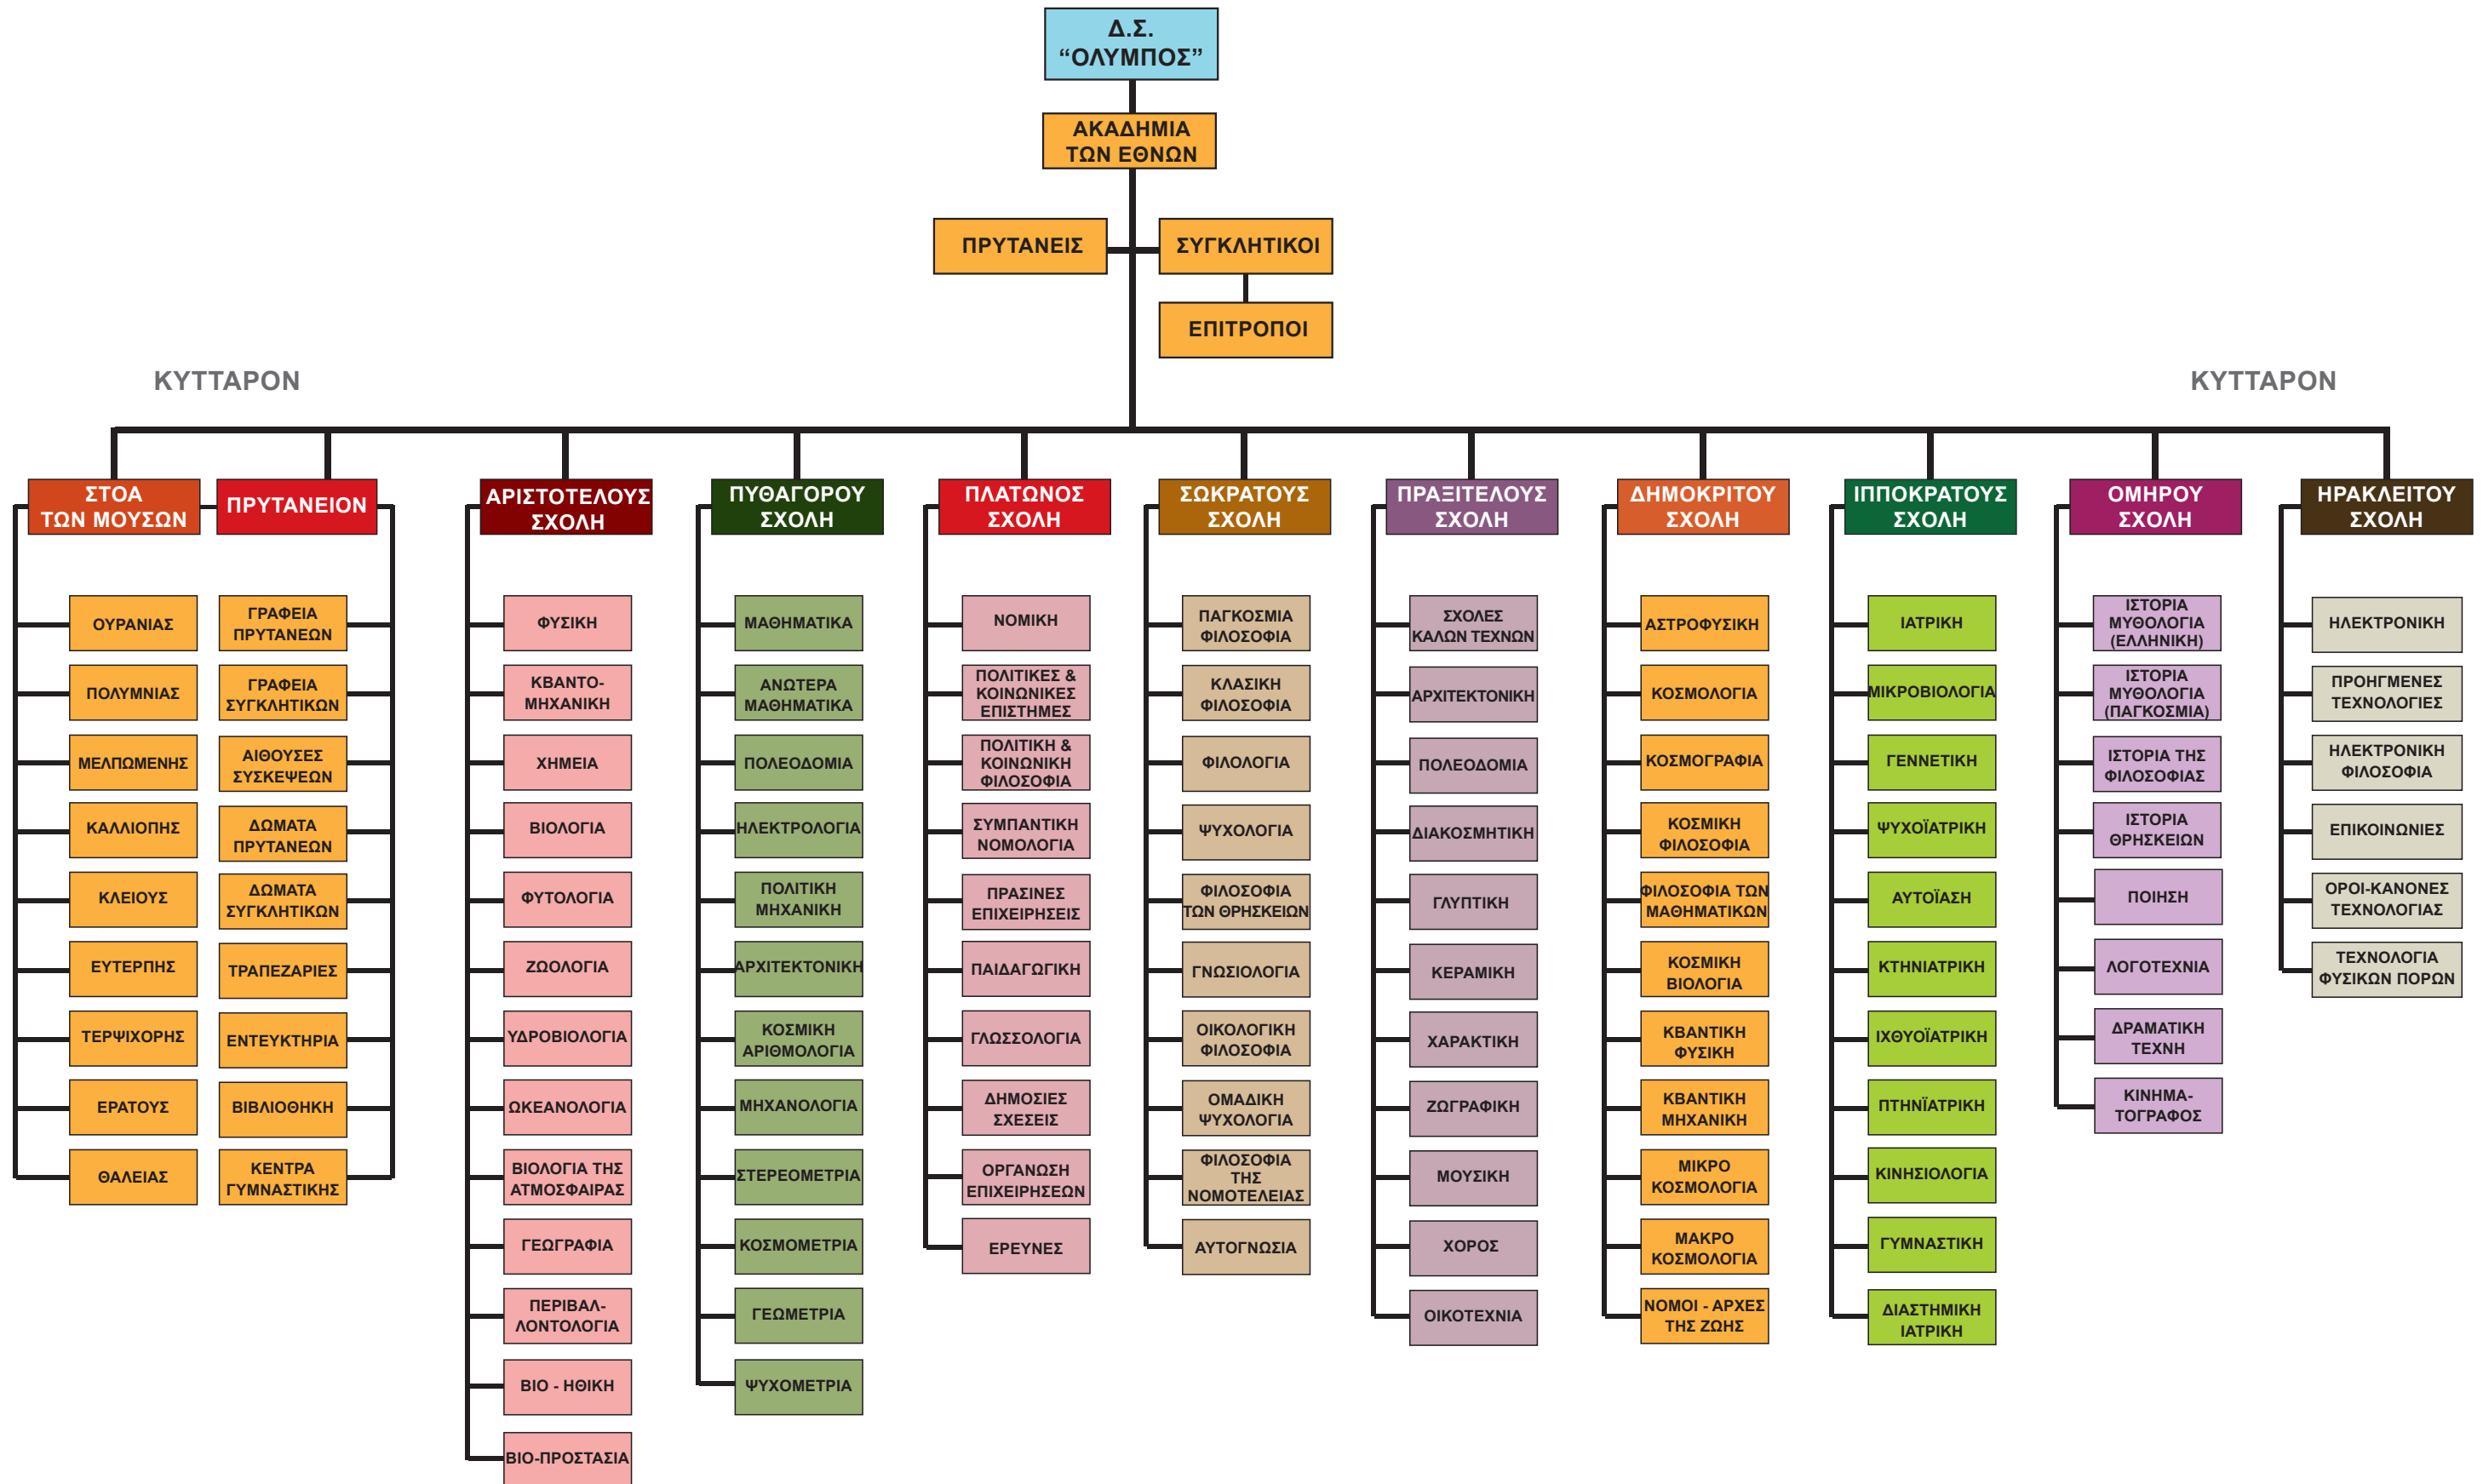 Δ.Σ.
“ΟΛΥΜΠΟΣ”
ΑΚΑΔΗΜΙΑ
ΤΩΝ ΕΘΝΩΝ
ΠΡΥΤΑΝΕΙΣ
ΣΥΓΚΛΗΤΙΚΟΙ
ΕΠΙΤΡΟΠΟΙ
ΚΥΤΤΑΡΟΝ
ΚΥΤΤΑΡΟΝ
ΣΤΟΑ
ΤΩΝ ΜΟΥΣΩΝ
ΟΥΡΑΝΙΑΣ
ΠΟΛΥΜΝΙΑΣ
ΜΕΛΠΩΜΕΝΗΣ
ΚΑΛΛΙΟΠΗΣ
ΚΛΕΙΟΥΣ
ΕΥΤΕΡΠΗΣ
ΤΕΡΨΙΧΟΡΗΣ
ΕΡΑΤΟΥΣ
ΘΑΛΕΙΑΣ
ΠΡΥΤΑΝΕΙΟΝ
ΓΡΑΦΕΙΑ
ΠΡΥΤΑΝΕΩΝ
ΓΡΑΦΕΙΑ
ΣΥΓΚΛΗΤΙΚΩΝ
ΑΙΘΟΥΣΕΣ
ΣΥΣΚΕΨΕΩΝ
ΔΩΜΑΤΑ
ΠΡΥΤΑΝΕΩΝ
ΔΩΜΑΤΑ
ΣΥΓΚΛΗΤΙΚΩΝ
ΤΡΑΠΕΖΑΡΙΕΣ
ΕΝΤΕΥΚΤΗΡΙΑ
ΒΙΒΛΙΟΘΗΚΗ
ΚΕΝΤΡΑ
ΓΥΜΝΑΣΤΙΚΗΣ
ΑΡΙΣΤΟΤΕΛΟΥΣ
ΣΧΟΛΗ
ΦΥΣΙΚΗ
ΚΒΑΝΤΟ-
ΜΗΧΑΝΙΚΗ
ΧΗΜΕΙΑ
ΒΙΟΛΟΓΙΑ
ΦΥΤΟΛΟΓΙΑ
ΖΩΟΛΟΓΙΑ
ΥΔΡΟΒΙΟΛΟΓΙΑ
ΩΚΕΑΝΟΛΟΓΙΑ
ΒΙΟΛΟΓΙΑ ΤΗΣ
ΑΤΜΟΣΦΑΙΡΑΣ
ΓΕΩΓΡΑΦΙΑ
ΠΕΡΙΒΑΛ-
ΛΟΝΤΟΛΟΓΙΑ
ΒΙΟ - ΗΘΙΚΗ
ΒΙΟ-ΠΡΟΣΤΑΣΙΑ
ΠΥΘΑΓΟΡΟΥ
ΣΧΟΛΗ
ΜΑΘΗΜΑΤΙΚΑ
ΑΝΩΤΕΡΑ
ΜΑΘΗΜΑΤΙΚΑ
ΠΟΛΕΟΔΟΜΙΑ
ΗΛΕΚΤΡΟΛΟΓΙΑ
ΠΟΛΙΤΙΚΗ
ΜΗΧΑΝΙΚΗ
ΑΡΧΙΤΕΚΤΟΝΙΚΗ
ΚΟΣΜΙΚΗ
ΑΡΙΘΜΟΛΟΓΙΑ
ΜΗΧΑΝΟΛΟΓΙΑ
ΣΤΕΡΕΟΜΕΤΡΙΑ
ΚΟΣΜΟΜΕΤΡΙΑ
ΓΕΩΜΕΤΡΙΑ
ΨΥΧΟΜΕΤΡΙΑ
ΠΛΑΤΩΝΟΣ
ΣΧΟΛΗ
ΝΟΜΙΚΗ
ΠΟΛΙΤΙΚΕΣ &
ΚΟΙΝΩΝΙΚΕΣ
ΕΠΙΣΤΗΜΕΣ
ΠΟΛΙΤΙΚΗ &
ΚΟΙΝΩΝΙΚΗ
ΦΙΛΟΣΟΦΙΑ
ΣΥΜΠΑΝΤΙΚΗ
ΝΟΜΟΛΟΓΙΑ
ΠΡΑΣΙΝΕΣ
ΕΠΙΧΕΙΡΗΣΕΙΣ
ΠΑΙΔΑΓΩΓΙΚΗ
ΓΛΩΣΣΟΛΟΓΙΑ
ΔΗΜΟΣΙΕΣ
ΣΧΕΣΕΙΣ
ΟΡΓΑΝΩΣΗ
ΕΠΙΧΕΙΡΗΣΕΩΝ
ΕΡΕΥΝΕΣ
ΣΩΚΡΑΤΟΥΣ
ΣΧΟΛΗ
ΠΑΓΚΟΣΜΙΑ
ΦΙΛΟΣΟΦΙΑ
ΚΛΑΣΙΚΗ
ΦΙΛΟΣΟΦΙΑ
ΦΙΛΟΛΟΓΙΑ
ΨΥΧΟΛΟΓΙΑ
ΦΙΛΟΣΟΦΙΑ
ΤΩΝ ΘΡΗΣΚΕΙΩΝ
ΓΝΩΣΙΟΛΟΓΙΑ
ΟΙΚΟΛΟΓΙΚΗ
ΦΙΛΟΣΟΦΙΑ
ΟΜΑΔΙΚΗ
ΨΥΧΟΛΟΓΙΑ
ΦΙΛΟΣΟΦΙΑ
ΤΗΣ
ΝΟΜΟΤΕΛΕΙΑΣ
ΑΥΤΟΓΝΩΣΙΑ
ΠΡΑΞΙΤΕΛΟΥΣ
ΣΧΟΛΗ
ΣΧΟΛΕΣ
ΚΑΛΩΝ ΤΕΧΝΩΝ
ΑΡΧΙΤΕΚΤΟΝΙΚΗ
ΠΟΛΕΟΔΟΜΙΑ
ΔΙΑΚΟΣΜΗΤΙΚΗ
ΓΛΥΠΤΙΚΗ
ΚΕΡΑΜΙΚΗ
ΧΑΡΑΚΤΙΚΗ
ΖΩΓΡΑΦΙΚΗ
ΜΟΥΣΙΚΗ
ΧΟΡΟΣ
ΟΙΚΟΤΕΧΝΙΑ
ΔΗΜΟΚΡΙΤΟΥ
ΣΧΟΛΗ
ΑΣΤΡΟΦΥΣΙΚΗ
ΚΟΣΜΟΛΟΓΙΑ
ΚΟΣΜΟΓΡΑΦΙΑ
ΚΟΣΜΙΚΗ
ΦΙΛΟΣΟΦΙΑ
ΦΙΛΟΣΟΦΙΑ ΤΩΝ
ΜΑΘΗΜΑΤΙΚΩΝ
ΚΟΣΜΙΚΗ
ΒΙΟΛΟΓΙΑ
ΚΒΑΝΤΙΚΗ
ΦΥΣΙΚΗ
ΚΒΑΝΤΙΚΗ
ΜΗΧΑΝΙΚΗ
ΜΙΚΡΟ
ΚΟΣΜΟΛΟΓΙΑ
ΜΑΚΡΟ
ΚΟΣΜΟΛΟΓΙΑ
ΝΟΜΟΙ - ΑΡΧΕΣ
ΤΗΣ ΖΩΗΣ
ΙΠΠΟΚΡΑΤΟΥΣ
ΣΧΟΛΗ
ΙΑΤΡΙΚΗ
ΜΙΚΡΟΒΙΟΛΟΓΙΑ
ΓΕΝΝΕΤΙΚΗ
ΨΥΧΟΪΑΤΡΙΚΗ
ΑΥΤΟΪΑΣΗ
ΚΤΗΝΙΑΤΡΙΚΗ
ΙΧΘΥΟΪΑΤΡΙΚΗ
ΠΤΗΝΪΑΤΡΙΚΗ
ΚΙΝΗΣΙΟΛΟΓΙΑ
ΓΥΜΝΑΣΤΙΚΗ
ΔΙΑΣΤΗΜΙΚΗ
ΙΑΤΡΙΚΗ
ΟΜΗΡΟΥ
ΣΧΟΛΗ
ΙΣΤΟΡΙΑ
ΜΥΘΟΛΟΓΙΑ
(ΕΛΛΗΝΙΚΗ)
ΙΣΤΟΡΙΑ
ΜΥΘΟΛΟΓΙΑ
(ΠΑΓΚΟΣΜΙΑ)
ΙΣΤΟΡΙΑ ΤΗΣ
ΦΙΛΟΣΟΦΙΑΣ
ΙΣΤΟΡΙΑ
ΘΡΗΣΚΕΙΩΝ
ΠΟΙΗΣΗ
ΛΟΓΟΤΕΧΝΙΑ
ΔΡΑΜΑΤΙΚΗ
ΤΕΧΝΗ
ΚΙΝΗΜΑ-
ΤΟΓΡΑΦΟΣ
ΗΡΑΚΛΕΙΤΟΥ
ΣΧΟΛΗ
ΗΛΕΚΤΡΟΝΙΚΗ
ΠΡΟΗΓΜΕΝΕΣ
ΤΕΧΝΟΛΟΓΙΕΣ
ΗΛΕΚΤΡΟΝΙΚΗ
ΦΙΛΟΣΟΦΙΑ
ΕΠΙΚΟΙΝΩΝΙΕΣ
ΟΡΟΙ-ΚΑΝΟΝΕΣ
ΤΕΧΝΟΛΟΓΙΑΣ
ΤΕΧΝΟΛΟΓΙΑ
ΦΥΣΙΚΩΝ ΠΟΡΩΝ